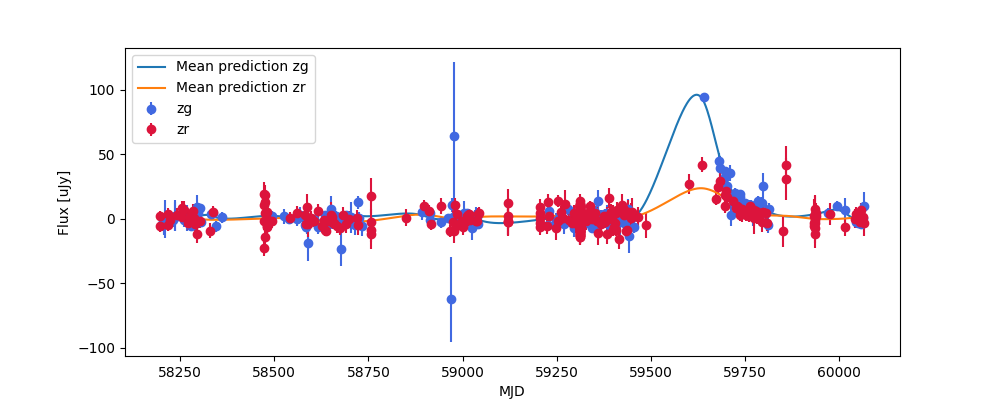 Mean prediction zg
Mean prediction zr
zg
zr
100
50
0
−50
−100
Flux [uJy]
58250
58500
58750
59000
59250
59500
59750
60000
MJD